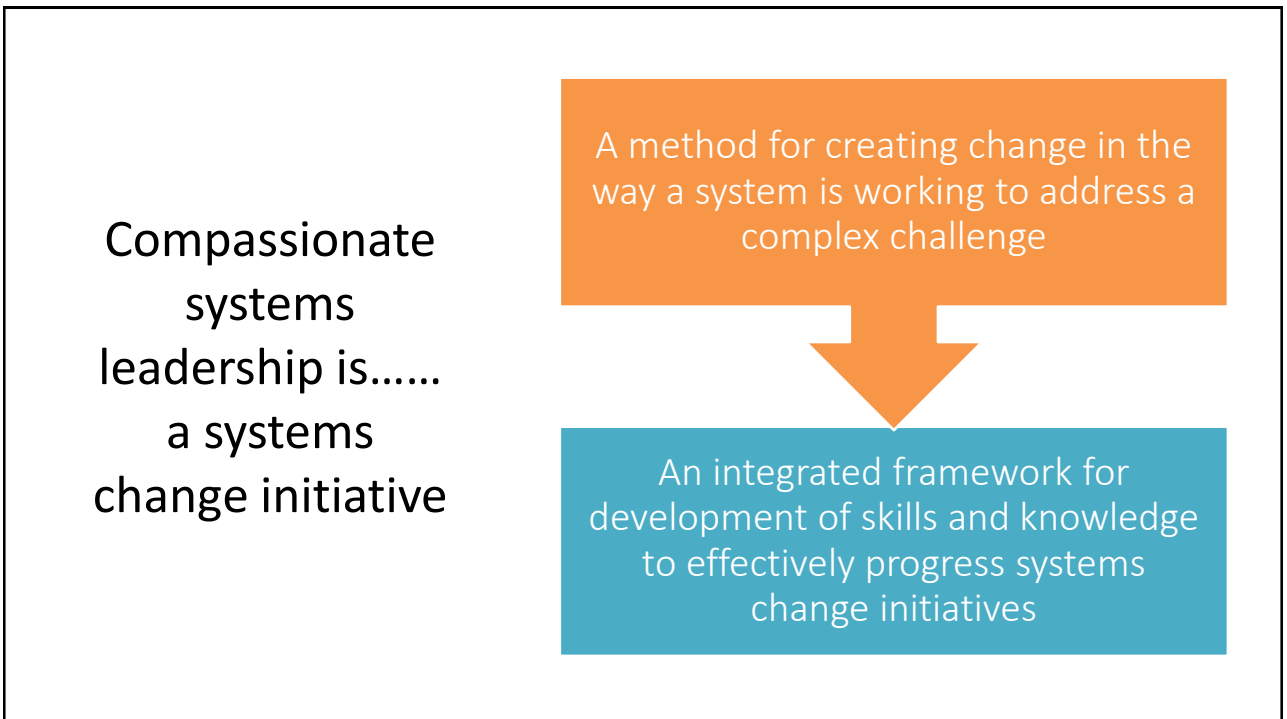 Compassionate
systems
leadership is……
a systems
change initiative
A method for creating change in the
way a system is working to address a
complex challenge
An integrated framework for
development of skills and knowledge
to effectively progress systems
change initiatives